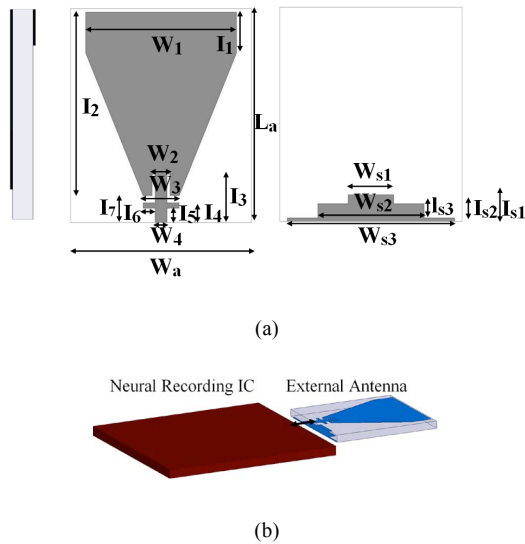 W1
I1
I2
La
W2
Ws1
W3
I3
I7
Ws2
Is3
Is2
Is1
I6
I5
I4
W4
Ws3
Wa
(a)
Neural Recording IC
External Antenna
(b)